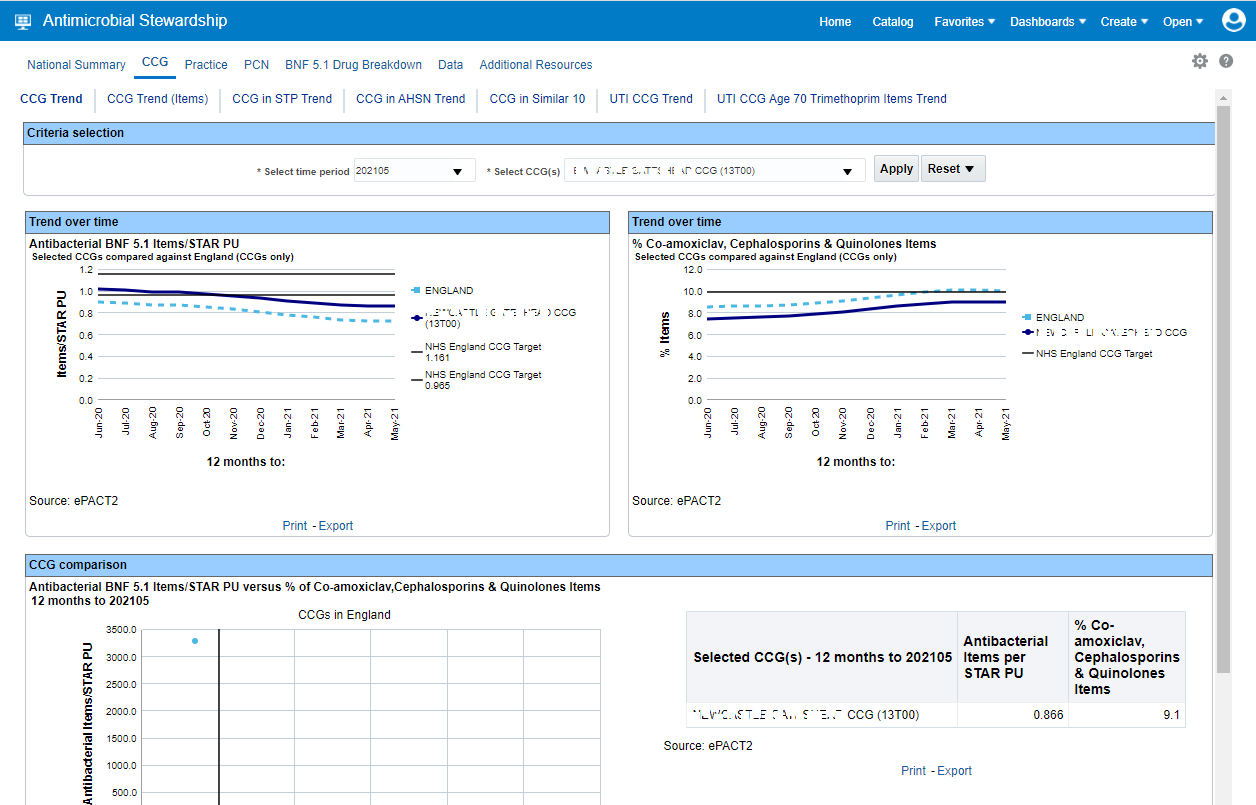 Antimicrobial Stewardship
Home Catalog Favorites Dashboards Create Open
National Summary CCG Practice PCN BNF 5.1 Drug Breakdown Data Additional Resources
CCG Trend CCG Trend (Items) CCG in STP Trend CCG in AHSN Trend CCG in Similar 10 UTI CCG Trend UTI CCG Age 70 Trimethoprim Items Trend
Criteria selection
* Select time period 202105 * Select CCG(s) CCG (13T00) Apply Reset
Trend over time
Antibacterial BNF 5.1 Items/STAR PU
Selected CCGs compared against England (CCGs only)
Items/STAR PU
1.2
1.0
0.8
0.6
0.4
0.2
0.0
Jun-20 Jul-20 Aug-20 Sep-20 Oct-20 Nov-20 Dec-20 Jan-21 Feb-21 Mar-21 Apr-21 May-21
12 months to:
ENGLAND
CCG
(13T00)
NHS England CCG Target
1.161
NHS England CCG Target
0.965
Source: ePACT2
Print - Export
Trend over time
% Co-amoxiclav, Cephalosporins & Quinolones Items
Selected CCGs compared against England (CCGs only)
% Items
12.0
10.0
8.0
6.0
4.0
2.0
0.0
Jun-20 Jul-20 Aug-20 Sep-20 Oct-20 Nov-20 Dec-20 Jan-21 Feb-21 Mar-21 Apr-21 May-21
12 months to:
ENGLAND
CCG
NHS England CCG Target
Source: ePACT2
Print - Export
CCG comparison
Antibacterial BNF 5.1 Items/STAR PU versus % of Co-amoxiclav,Cephalosporins & Quinolones Items
12 months to 202105
CCGs in England
Antibacterial Items/STAR PU
3500.0
3000.0
2500.0
2000.0
1500.0
1000.0
500.0
Selected CCG(s) - 12 months to 202105
Antibacterial
Items per
STAR PU
% Co-
amoxiclav,
Cephalosporins
& Quinolones
Items
CCG (13T00) 0.866 9.1
Source: ePACT2
Print - Export